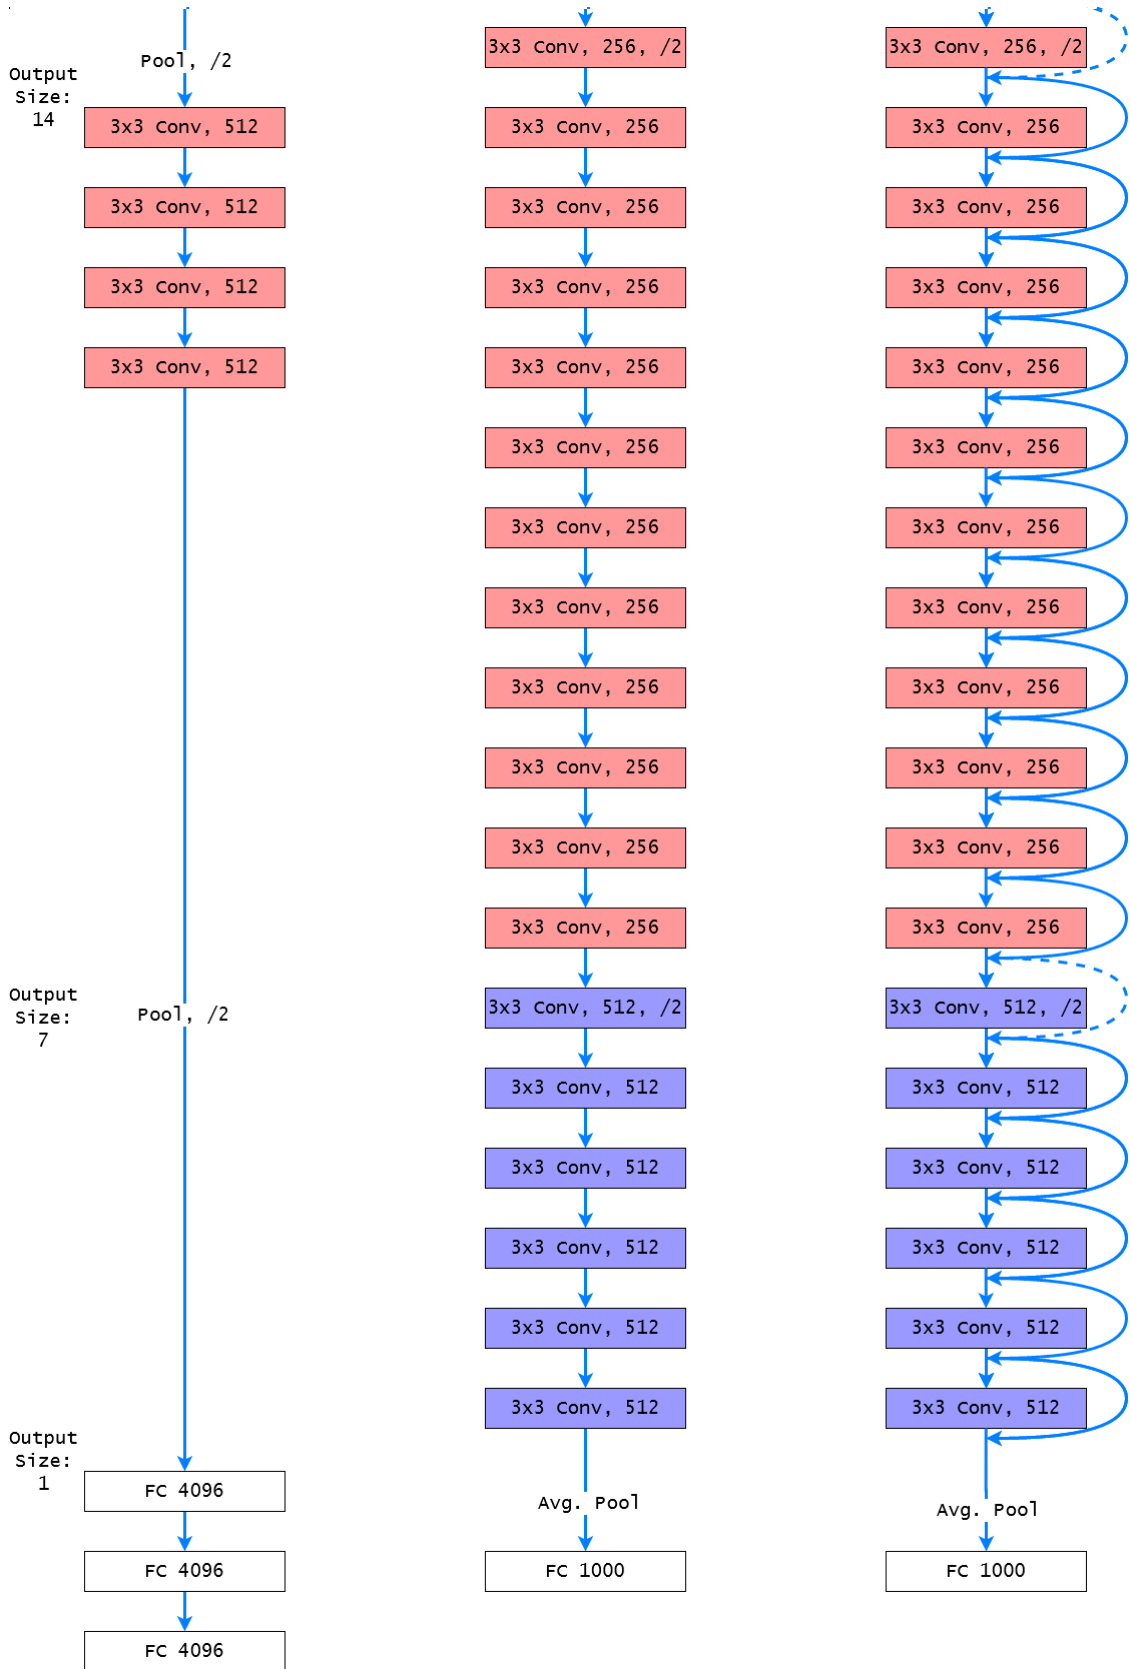 Pool, /2
Output
Size:
14
3x3 Conv, 512
3x3 Conv, 512
3x3 Conv, 512
3x3 Conv, 512
Output
Size:
7
Pool, /2
Output
Size:
1
FC 4096
FC 4096
FC 4096
3x3 Conv, 256, /2
3x3 Conv, 256
3x3 Conv, 256
3x3 Conv, 256
3x3 Conv, 256
3x3 Conv, 256
3x3 Conv, 256
3x3 Conv, 256
3x3 Conv, 256
3x3 Conv, 256
3x3 Conv, 256
3x3 Conv, 256
3x3 Conv, 512, /2
3x3 Conv, 512
3x3 Conv, 512
3x3 Conv, 512
3x3 Conv, 512
3x3 Conv, 512
Avg. Pool
FC 1000
3x3 Conv, 256, /2
3x3 Conv, 256
3x3 Conv, 256
3x3 Conv, 256
3x3 Conv, 256
3x3 Conv, 256
3x3 Conv, 256
3x3 Conv, 256
3x3 Conv, 256
3x3 Conv, 256
3x3 Conv, 256
3x3 Conv, 256
3x3 Conv, 512, /2
3x3 Conv, 512
3x3 Conv, 512
3x3 Conv, 512
3x3 Conv, 512
3x3 Conv, 512
Avg. Pool
FC 1000